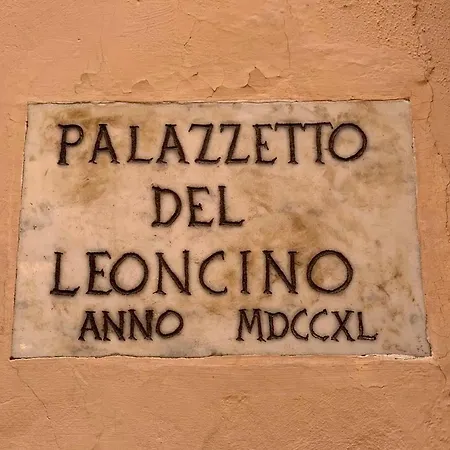 PALAZZETTO
DEL
LEONCINO
ANNO MDCCXL